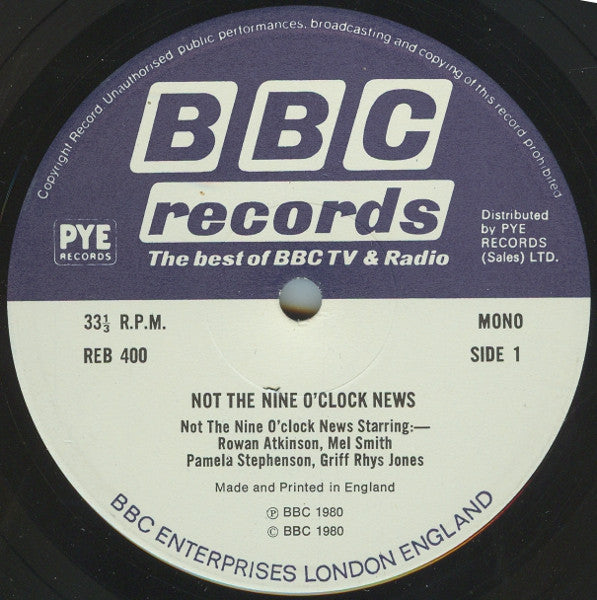 Copyright Record. Unauthorised public performances, broadcasting and copying of this record prohibited.
BBC
records
The best of BBC TV & Radio
PYE
RECORDS
Distributed
by PYE
RECORDS
(Sales) LTD.
33⅓ R.P.M.
MONO
REB 400
SIDE 1
NOT THE NINE O'CLOCK NEWS
Not The Nine O'clock News Starring:—
Rowan Atkinson, Mel Smith
Pamela Stephenson, Griff Rhys Jones
Made and Printed in England
Ⓟ BBC 1980
© BBC 1980
BBC ENTERPRISES LONDON ENGLAND